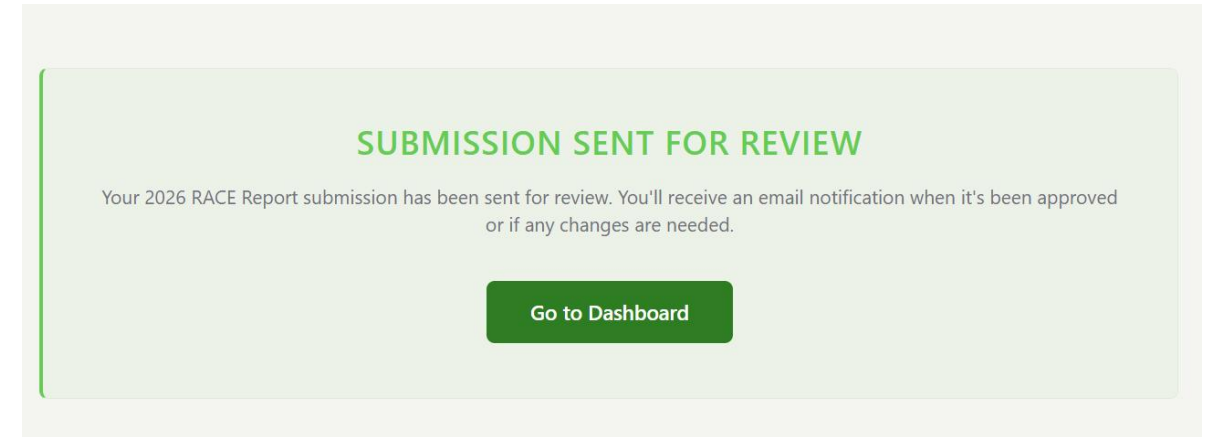 SUBMISSION SENT FOR REVIEW
Your 2026 RACE Report submission has been sent for review. You'll receive an email notification when it's been approved
or if any changes are needed.
Go to Dashboard